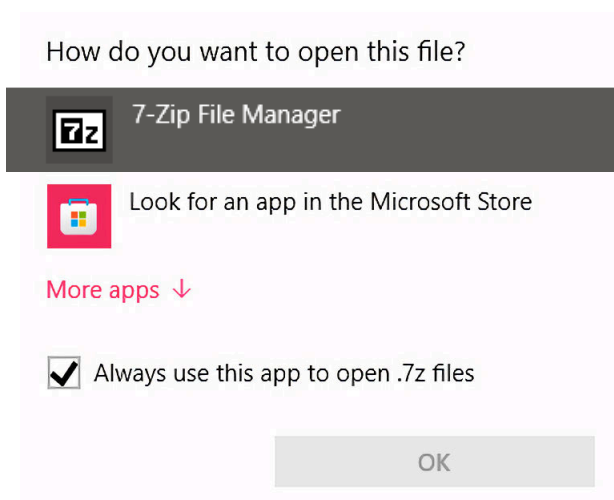 How do you want to open this file?
7z
7-Zip File Manager
Look for an app in the Microsoft Store
More apps ↓
Always use this app to open .7z files
OK